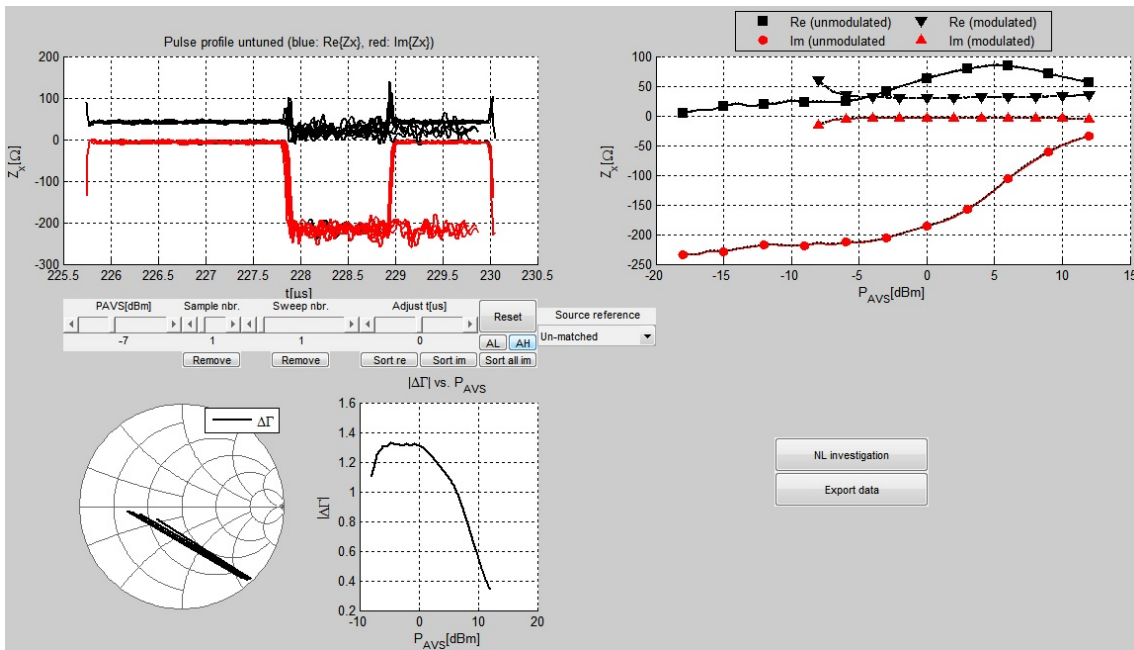 Pulse profile untuned (blue: Re{Zx}, red: Im{Zx})
200
100
0
-100
-200
-300
Zx[Ω]
225.5 226 226.5 227 227.5 228 228.5 229 229.5 230 230.5
t[µs]
Re (unmodulated) Re (modulated)
Im (unmodulated Im (modulated)
100
50
0
-50
-100
-150
-200
-250
Zx[Ω]
-20 -15 -10 -5 0 5 10 15
PAVS[dBm]
PAVS[dBm] Sample nbr. Sweep nbr. Adjust t[us] Reset Source reference
-7 1 1 0 AL AH Un-matched
Remove Remove Sort re Sort im Sort all im
ΔΓ
|ΔΓ| vs. PAVS
1.6
1.4
1.2
1
0.8
0.6
0.4
0.2
|ΔΓ|
-10 0 10 20
PAVS[dBm]
NL investigation
Export data